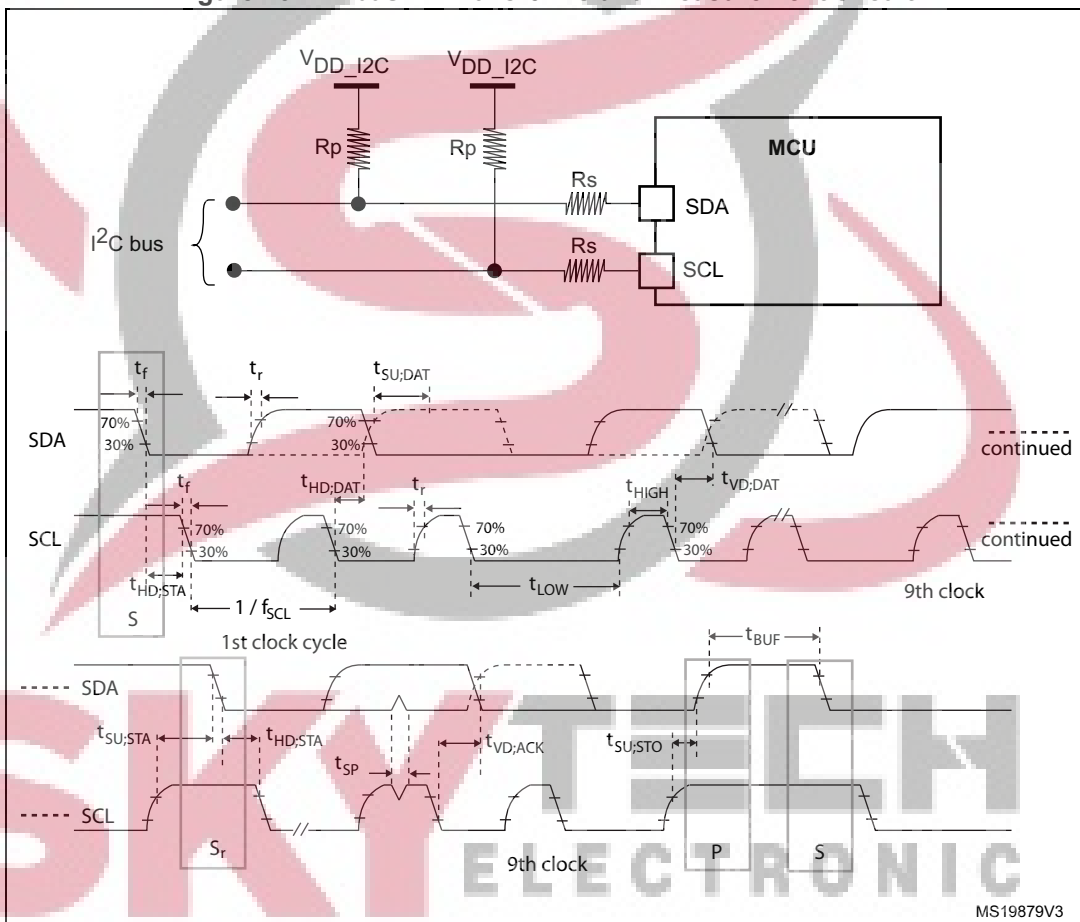 VDD_I2C VDD_I2C
Rp Rp
MCU
Rs
SDA
I2C bus
Rs
SCL
tf tr tSU;DAT
SDA 70% 30% 70% 30% continued
tf tHD;DAT tr tHIGH tVD;DAT
SCL 70% 30% 70% 30% 70% 30% 70% 30% continued
tHD;STA tLOW 9th clock
S 1 / fSCL
1st clock cycle
tBUF
SDA
tSU;STA tHD;STA tSP tVD;ACK tSU;STO
SCL
Sr 9th clock P S
SKY TECH
ELECTRONIC
MS19879V3